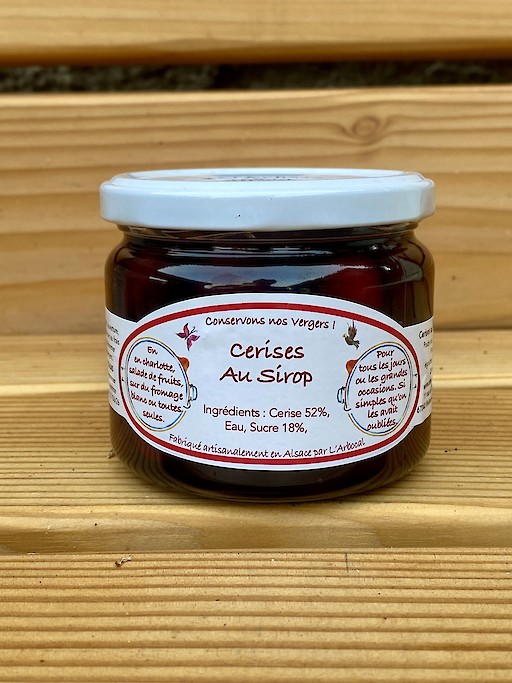 Conservons nos Vergers !
Cerises
Au Sirop
Ingrédients : Cerise 52%,
Eau, Sucre 18%,
Fabriqué artisanalement en Alsace par L'Arbocal
En
en charlotte,
salade de fruits,
sur du fromage
blanc ou toutes
seules.
Pour
tous les jours
ou les grandes
occasions. Si
simples qu'on
les avait
oubliées.